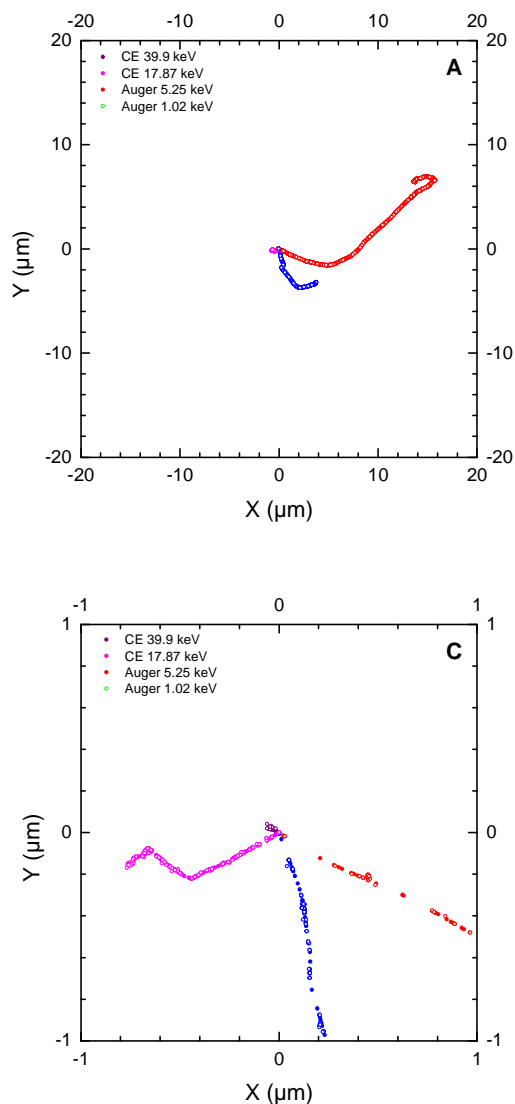 -20 -10 0 10 20
20 20
CE 39.9 keV A
CE 17.87 keV
Auger 5.25 keV
Auger 1.02 keV
10 10
Y (µm) 0 0
-10 -10
-20 -20
-20 -10 0 10 20
X (µm)
-1 0 1
1 1
CE 39.9 keV C
CE 17.87 keV
Auger 5.25 keV
Auger 1.02 keV
Y (µm) 0 0
-1 -1
-1 0 1
X (µm)